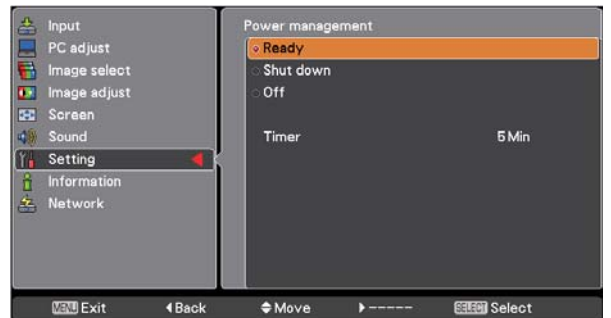 Input
PC adjust
Image select
Image adjust
Screen
Sound
Setting
Information
Network
Power management
Ready
Shut down
Off
Timer 5 Min
MENU Exit Back Move ----- SELECT Select